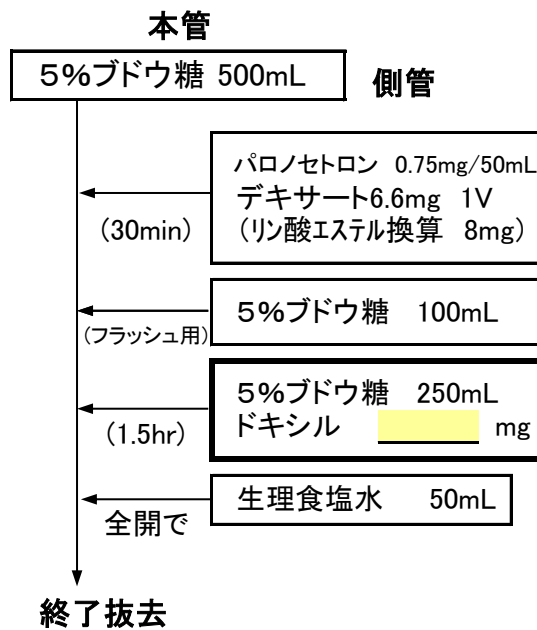 本管
5%ブドウ糖 500mL
側管
パロノセトロン 0.75mg/50mL
デキサート6.6mg 1V
(リン酸エステル換算 8mg)
(30min)
5%ブドウ糖 100mL
(フラッシュ用)
5%ブドウ糖 250mL
ドキシル mg
(1.5hr)
生理食塩水 50mL
全開で
終了抜去